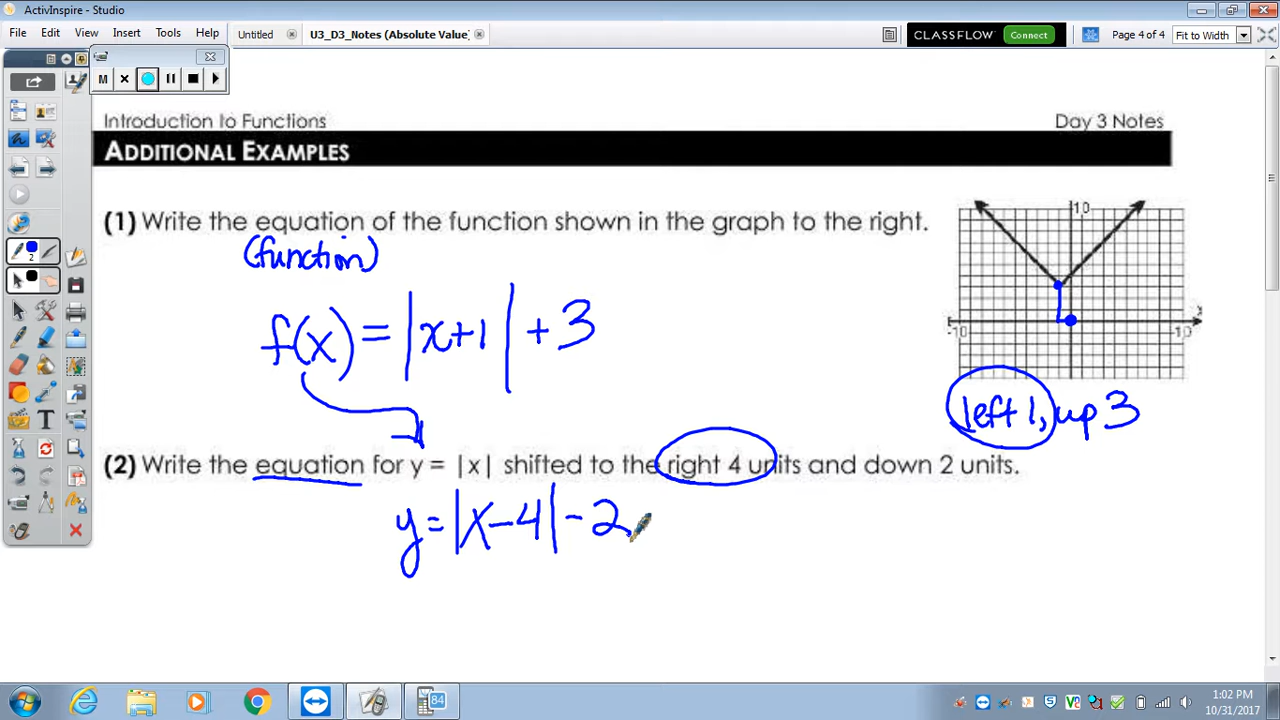 ActivInspire - Studio
File Edit View Insert Tools Help
Untitled
U3_D3_Notes (Absolute Value)
CLASSFLOW Connect
Page 4 of 4
Fit to Width
M
Introduction to Functions
Day 3 Notes
ADDITIONAL EXAMPLES
(1) Write the equation of the function shown in the graph to the right.
(function)
f(x) = |x+1| + 3
10
x
-10
10
left 1, up 3
(2) Write the equation for y = |x| shifted to the right 4 units and down 2 units.
y = |x-4| - 2
2
T
84
1:02 PM
10/31/2017